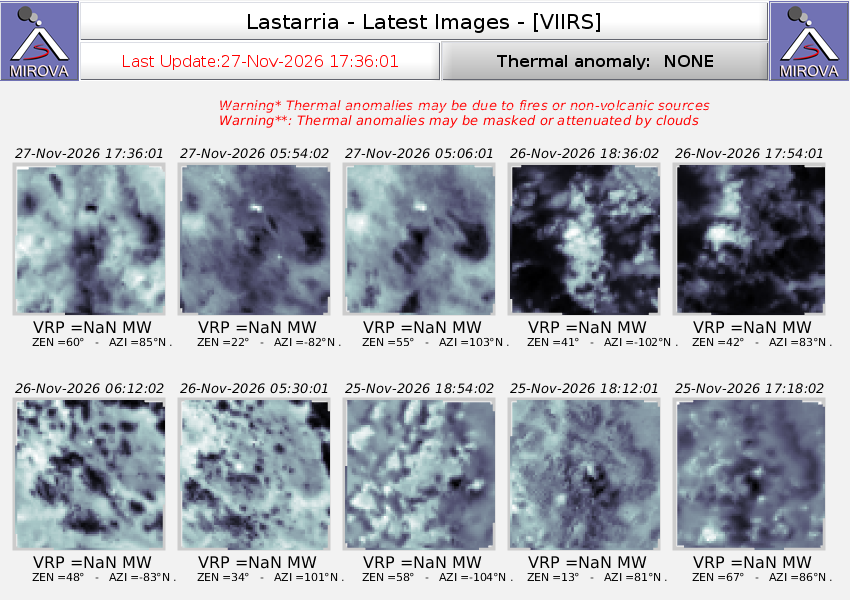 Lastarria - Latest Images - [VIIRS]
MIROVA
Last Update:27-Nov-2026 17:36:01
Thermal anomaly: NONE
MIROVA
Warning* Thermal anomalies may be due to fires or non-volcanic sources
Warning**: Thermal anomalies may be masked or attenuated by clouds
27-Nov-2026 17:36:01
27-Nov-2026 05:54:02
27-Nov-2026 05:06:01
26-Nov-2026 18:36:02
26-Nov-2026 17:54:01
VRP =NaN MW
VRP =NaN MW
VRP =NaN MW
VRP =NaN MW
VRP =NaN MW
ZEN =60° - AZI =85°N .
ZEN =22° - AZI =-82°N .
ZEN =55° - AZI =103°N .
ZEN =41° - AZI =-102°N .
ZEN =42° - AZI =83°N .
26-Nov-2026 06:12:02
26-Nov-2026 05:30:01
25-Nov-2026 18:54:02
25-Nov-2026 18:12:01
25-Nov-2026 17:18:02
VRP =NaN MW
VRP =NaN MW
VRP =NaN MW
VRP =NaN MW
VRP =NaN MW
ZEN =48° - AZI =-83°N .
ZEN =34° - AZI =101°N .
ZEN =58° - AZI =-104°N .
ZEN =13° - AZI =81°N .
ZEN =67° - AZI =86°N .